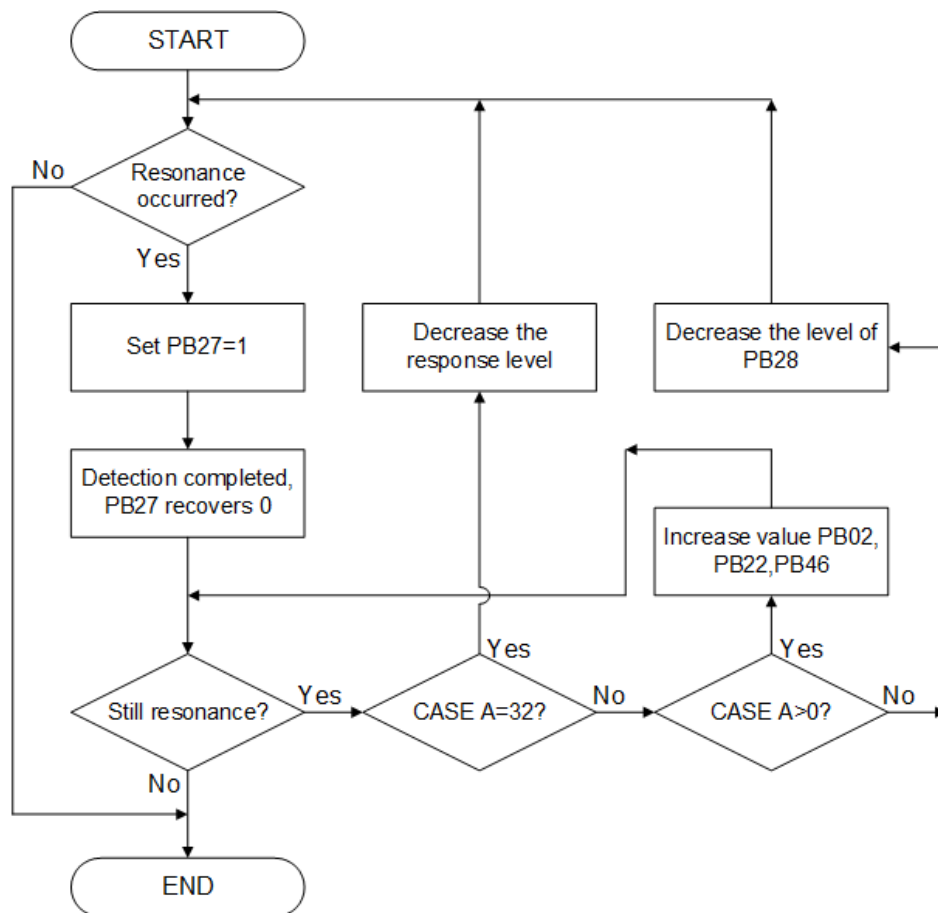 START
No
Resonance
occurred?
Yes
Set PB27=1
Decrease the
response level
Decrease the level of
PB28
Detection completed,
PB27 recovers 0
Increase value PB02,
PB22,PB46
Still resonance?
Yes
CASE A=32?
Yes
No
CASE A>0?
Yes
No
No
END